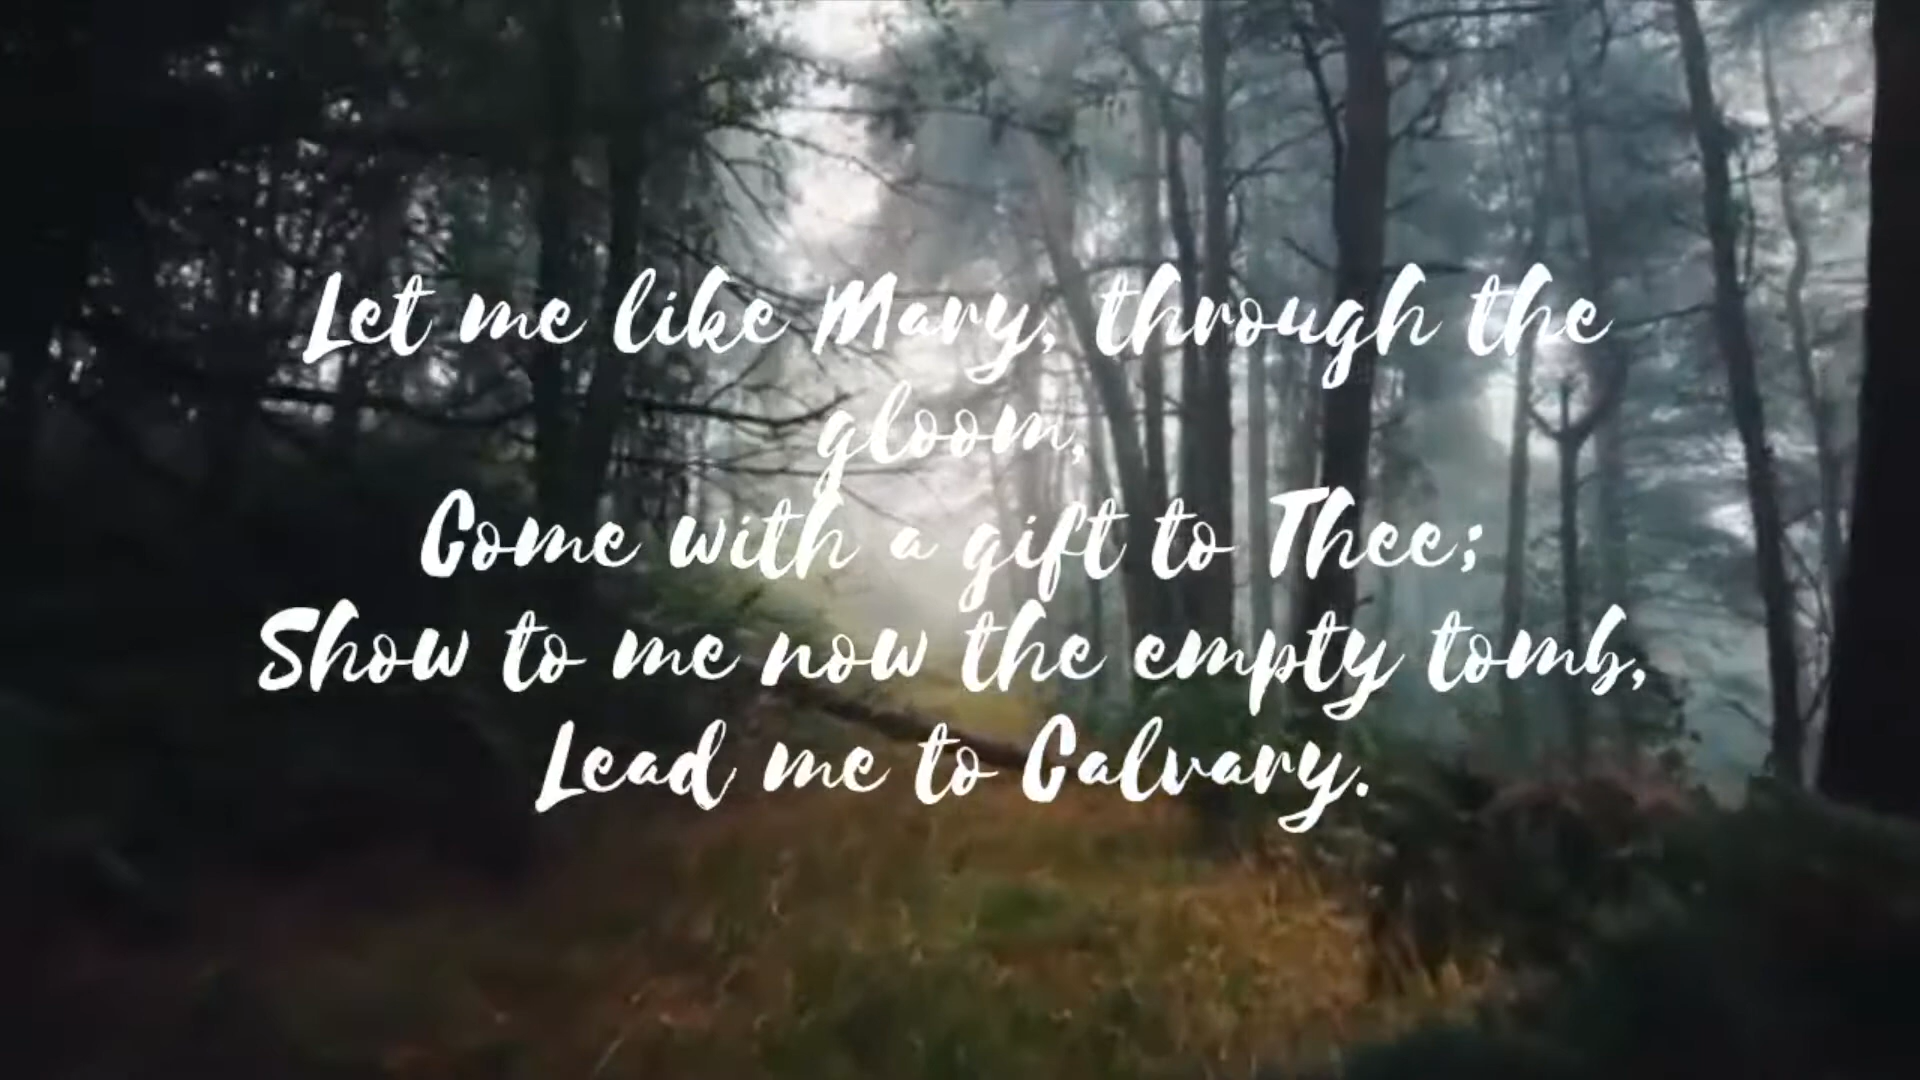 Let me like Mary, through the
gloom,
Come with a gift to Thee;
Show to me now the empty tomb,
Lead me to Calvary.